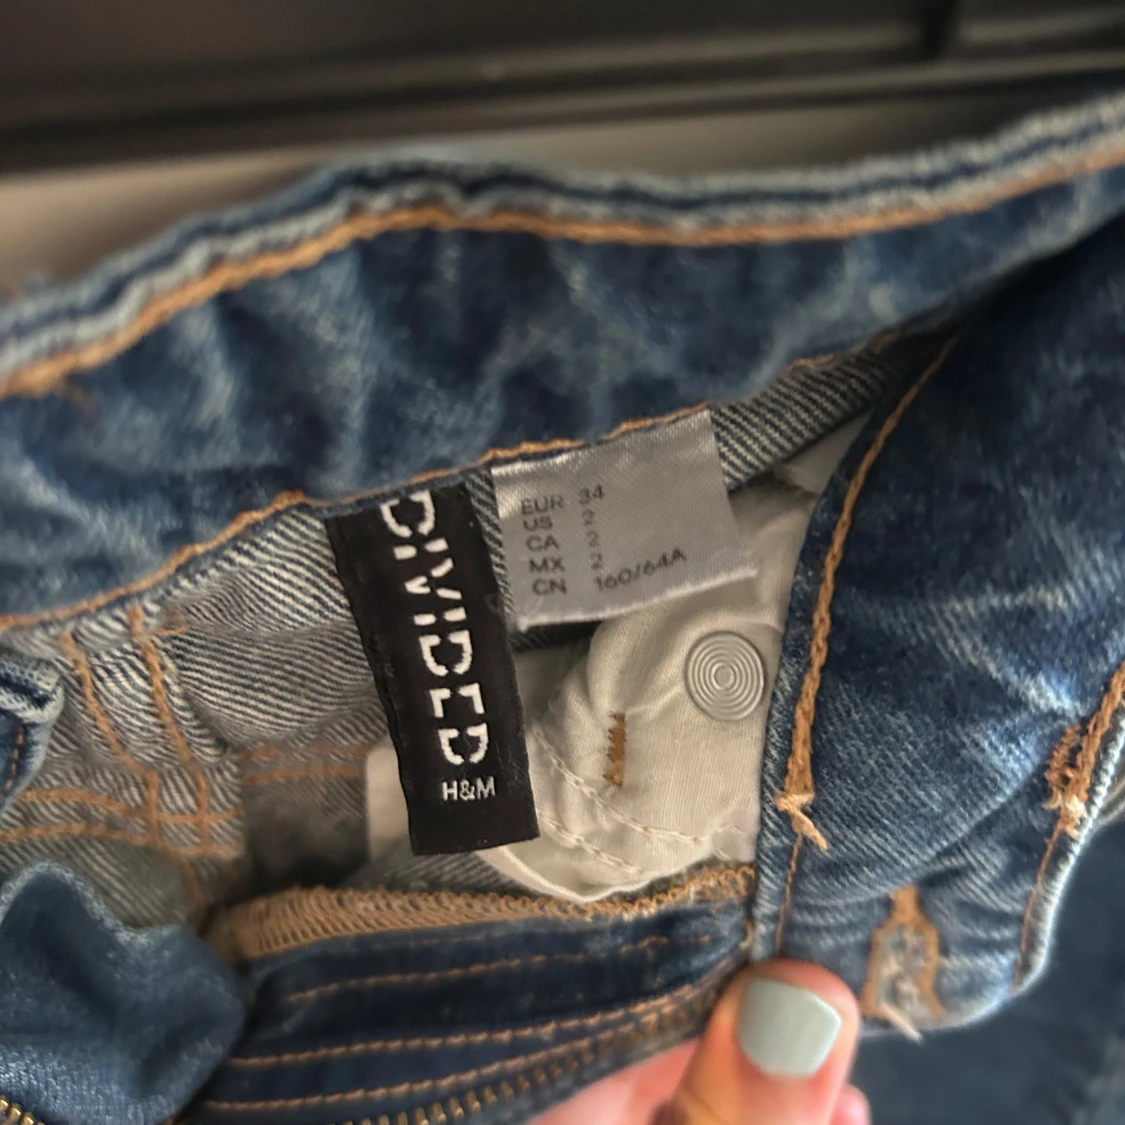 DIVIDED
H&M
EUR 34
US 2
CA 2
MX 2
CN 160/64A